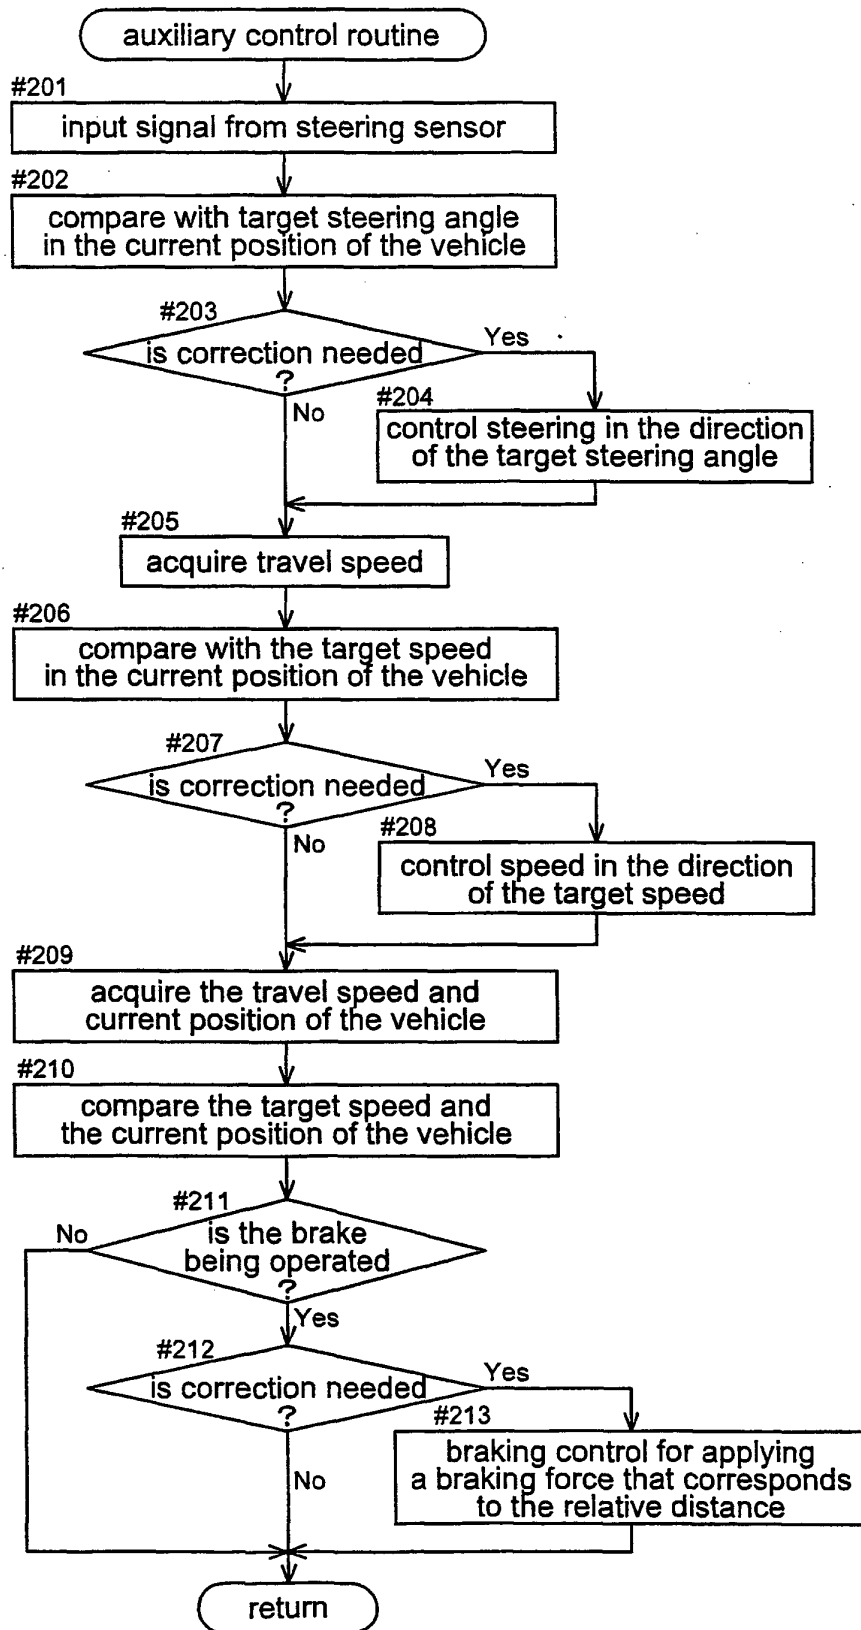 auxiliary control routine
#201
input signal from steering sensor
#202
compare with target steering angle
in the current position of the vehicle
#203
is correction needed
?
Yes
No
#204
control steering in the direction
of the target steering angle
#205
acquire travel speed
#206
compare with the target speed
in the current position of the vehicle
#207
is correction needed
?
Yes
No
#208
control speed in the direction
of the target speed
#209
acquire the travel speed and
current position of the vehicle
#210
compare the target speed and
the current position of the vehicle
#211
No
is the brake
being operated
?
Yes
#212
is correction needed
?
Yes
No
#213
braking control for applying
a braking force that corresponds
to the relative distance
return